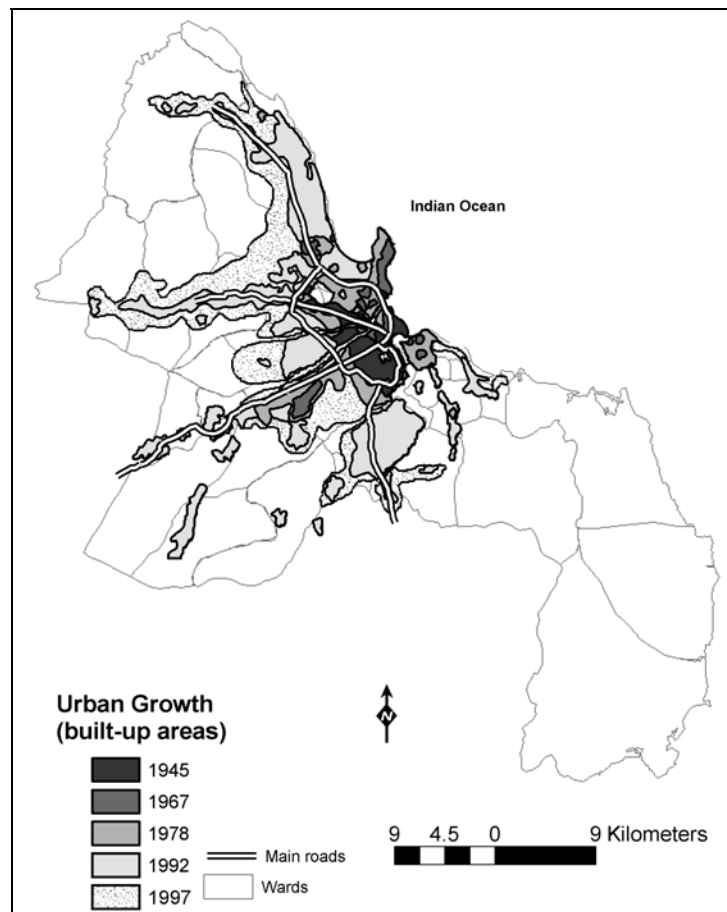 Indian Ocean
Urban Growth
(built-up areas)
N
1945
1967
1978
1992
1997
Main roads
Wards
9 4.5 0 9 Kilometers